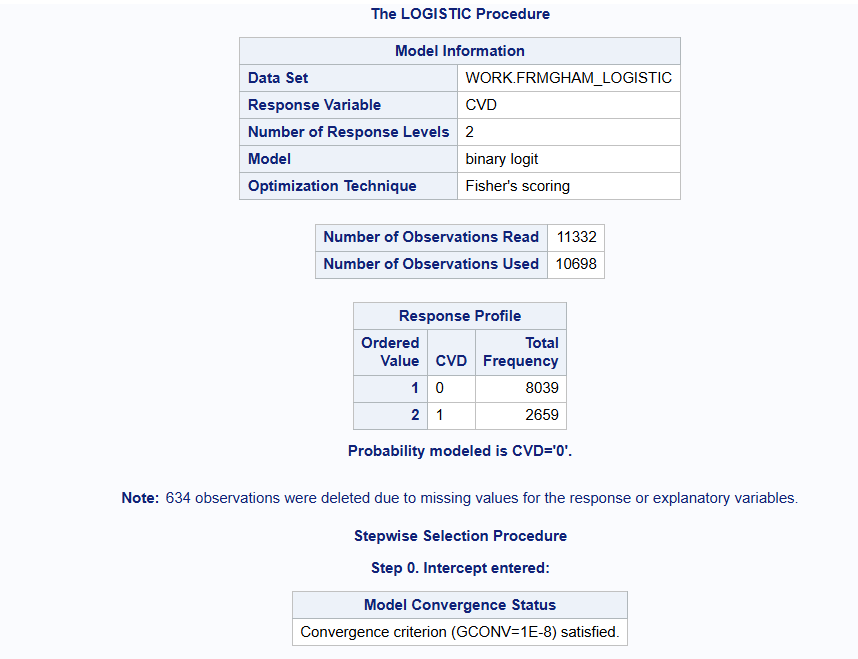 The LOGISTIC Procedure
Model Information
Data Set WORK.FRMGHAM_LOGISTIC
Response Variable CVD
Number of Response Levels 2
Model binary logit
Optimization Technique Fisher's scoring
Number of Observations Read 11332
Number of Observations Used 10698
Response Profile
Ordered Total
Value CVD Frequency
1 0 8039
2 1 2659
Probability modeled is CVD='0'.
Note: 634 observations were deleted due to missing values for the response or explanatory variables.
Stepwise Selection Procedure
Step 0. Intercept entered:
Model Convergence Status
Convergence criterion (GCONV=1E-8) satisfied.